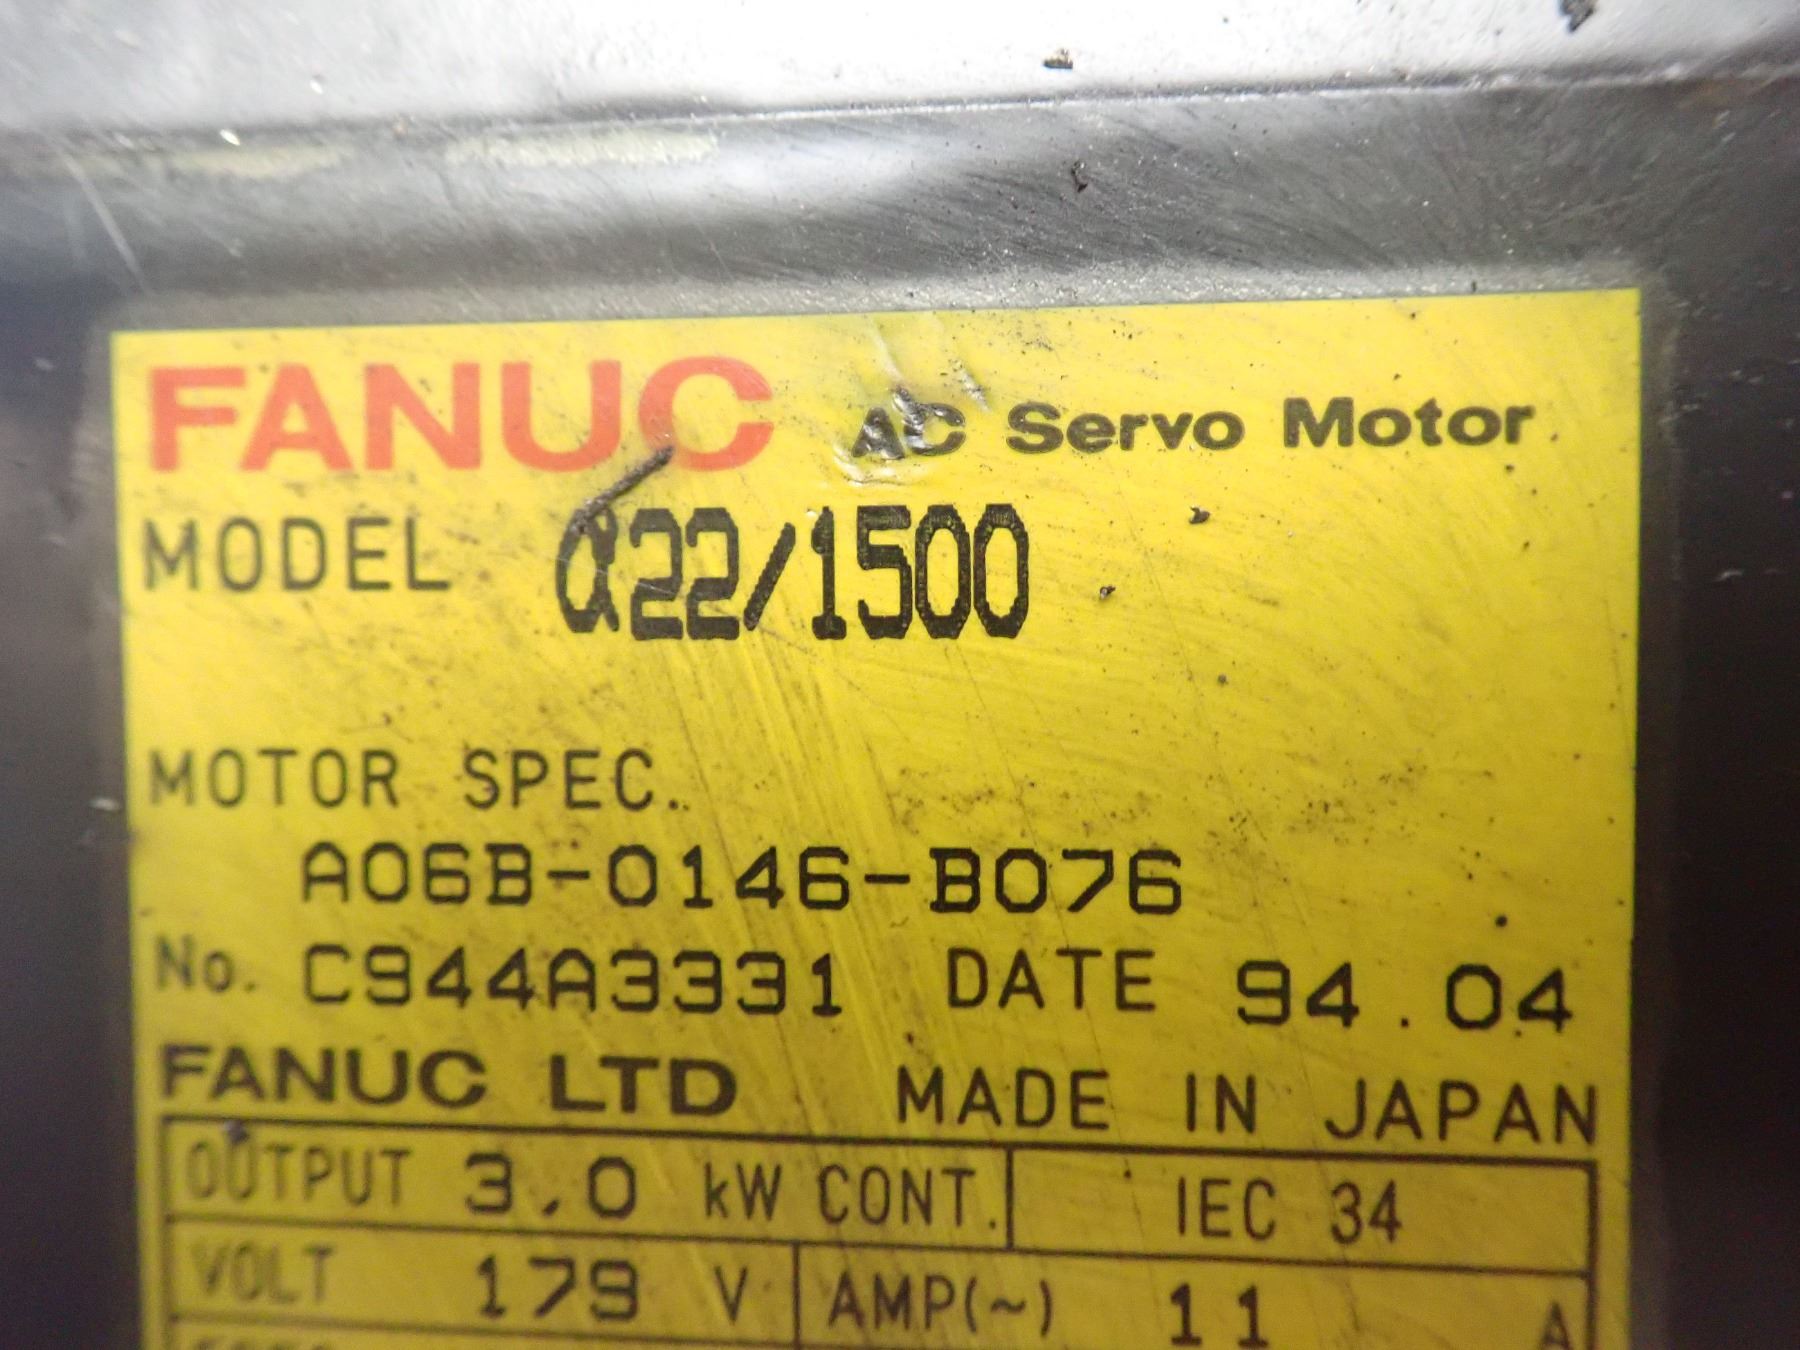 FANUC AC Servo Motor
MODEL α22/1500
MOTOR SPEC.
A06B-0146-B076
No. C944A3331 DATE 94.04
FANUC LTD MADE IN JAPAN
OUTPUT 3.0 kW CONT. IEC 34
VOLT 179 V AMP(~) 11 A